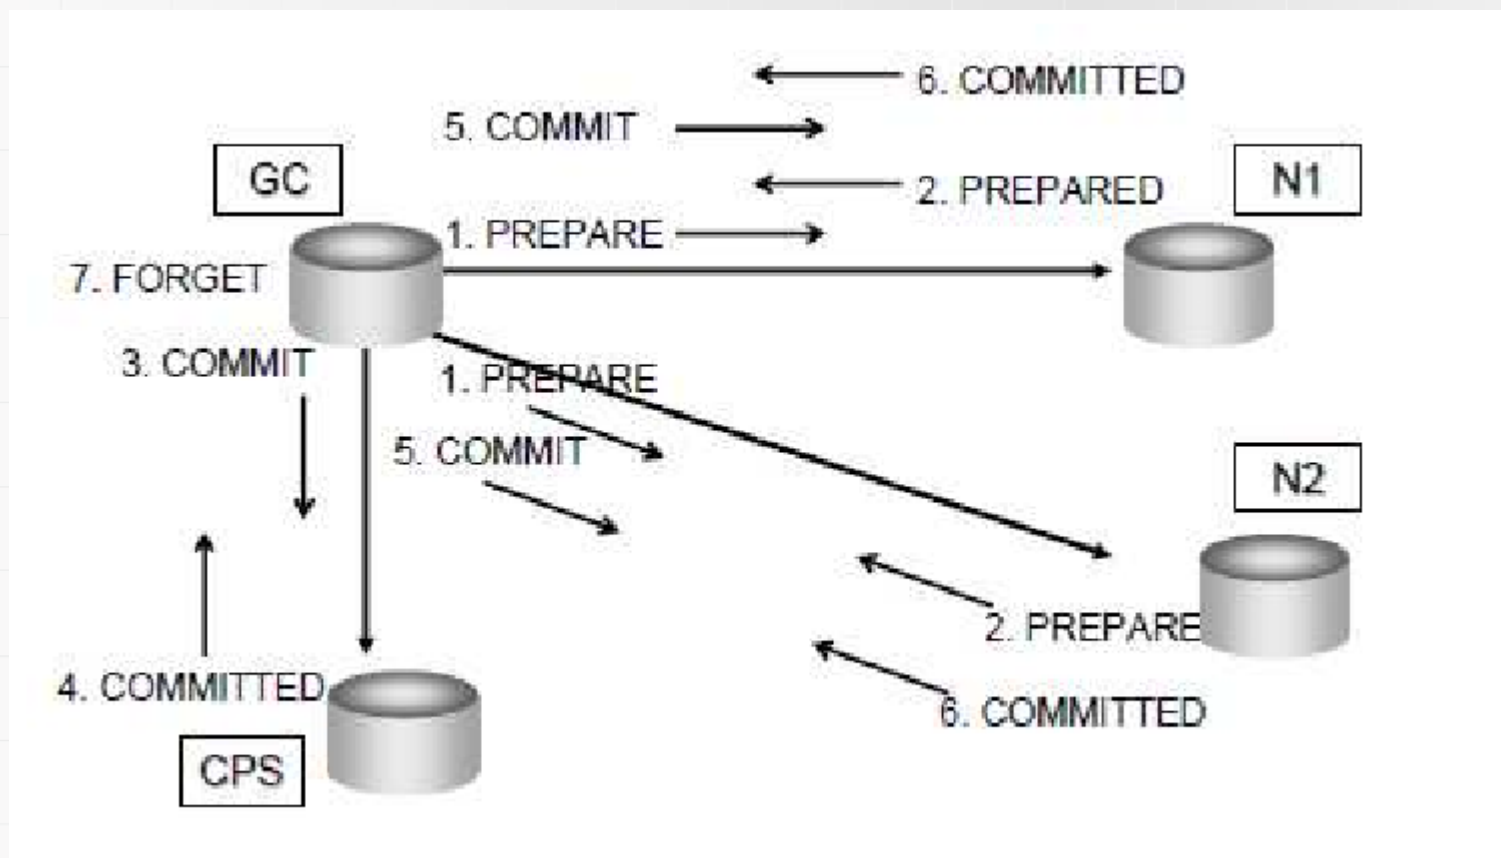 6. COMMITTED
5. COMMIT
GC
N1
2. PREPARED
1. PREPARE
7. FORGET
3. COMMIT
1. PREPARE
5. COMMIT
N2
2. PREPARE
4. COMMITTED
6. COMMITTED
CPS